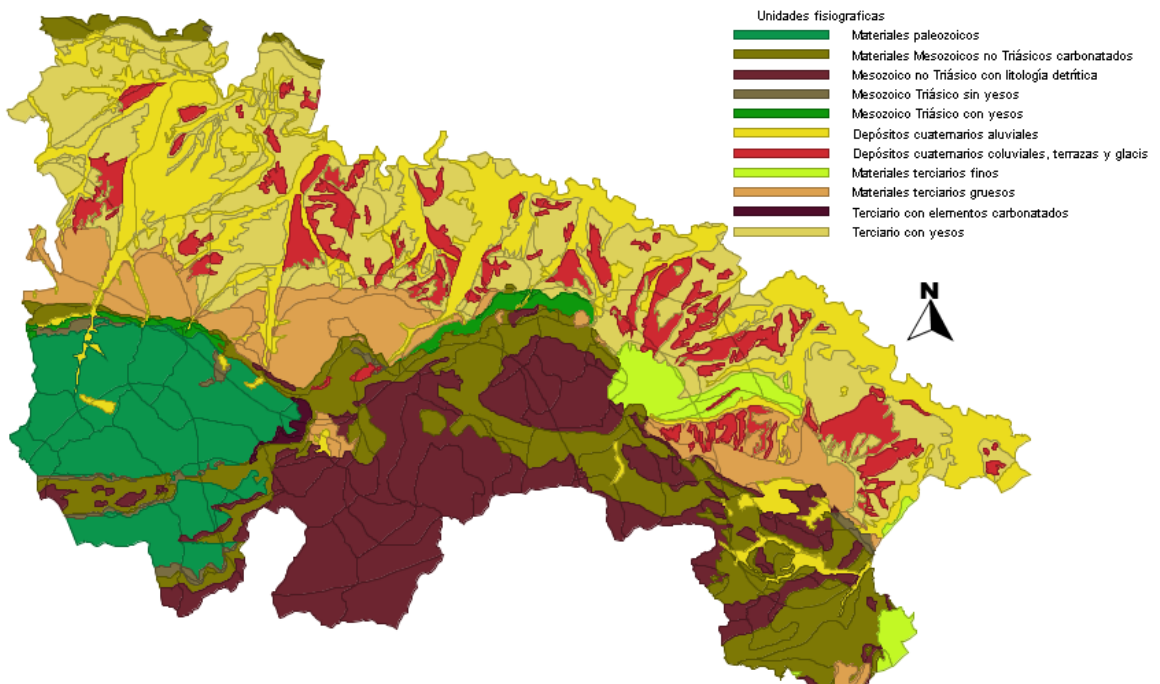 Unidades fisiograficas
Materiales paleozoicos
Materiales Mesozoicos no Triásicos carbonatados
Mesozoico no Triásico con litología detrítica
Mesozoico Triásico sin yesos
Mesozoico Triásico con yesos
Depósitos cuaternarios aluviales
Depósitos cuaternarios coluviales, terrazas y glacis
Materiales terciarios finos
Materiales terciarios gruesos
Terciario con elementos carbonatados
Terciario con yesos
N